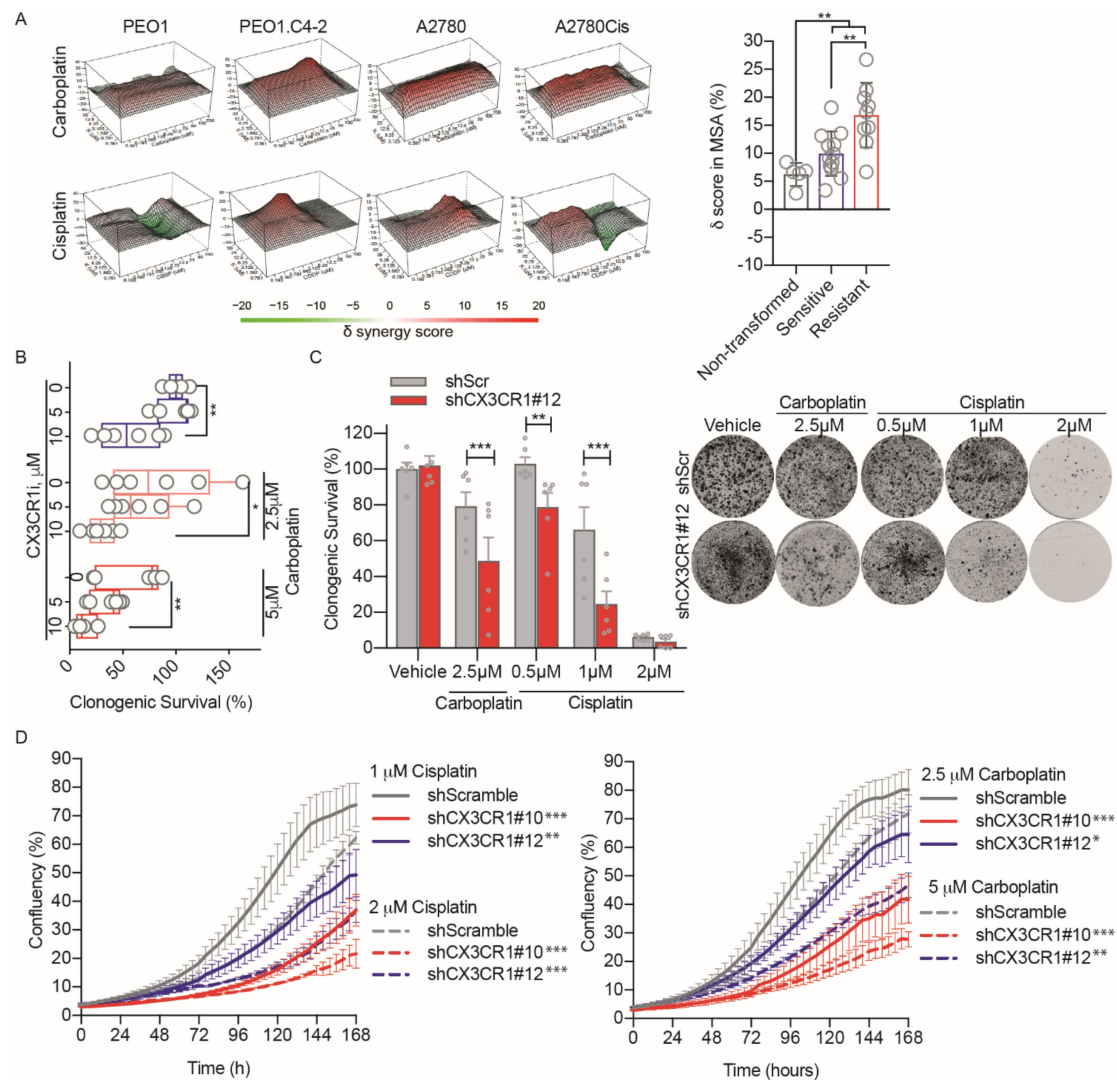 A
PEO1 PEO1.C4-2 A2780 A2780Cis
Carboplatin
Cisplatin
−20 −15 −10 −5 0 5 10 15 20
δ synergy score
** 
**
δ score in MSA (%)
30
25
20
15
10
5
0
-5
-10
Non-transformed
Sensitive
Resistant
B
CX3CR1i, μM
0
5
10
0
5
10
0
5
10
**
*
**
2.5μM
5μM
Carboplatin
0 50 100 150
Clonogenic Survival (%)
C
shScr
shCX3CR1#12
Clonogenic Survival (%)
120
100
80
60
40
20
0
*** ** ***
Vehicle 2.5μM 0.5μM 1μM 2μM
Carboplatin Cisplatin
Carboplatin Cisplatin
Vehicle 2.5μM 0.5μM 1μM 2μM
shScr
shCX3CR1#12
D
Confluency (%)
90
80
70
60
50
40
30
20
10
0
0 24 48 72 96 120 144 168
Time (h)
1 μM Cisplatin
shScramble
shCX3CR1#10***
shCX3CR1#12**
2 μM Cisplatin
shScramble
shCX3CR1#10***
shCX3CR1#12***
Confluency (%)
90
80
70
60
50
40
30
20
10
0
0 24 48 72 96 120 144 168
Time (hours)
2.5 μM Carboplatin
shScramble
shCX3CR1#10***
shCX3CR1#12*
5 μM Carboplatin
shScramble
shCX3CR1#10***
shCX3CR1#12**